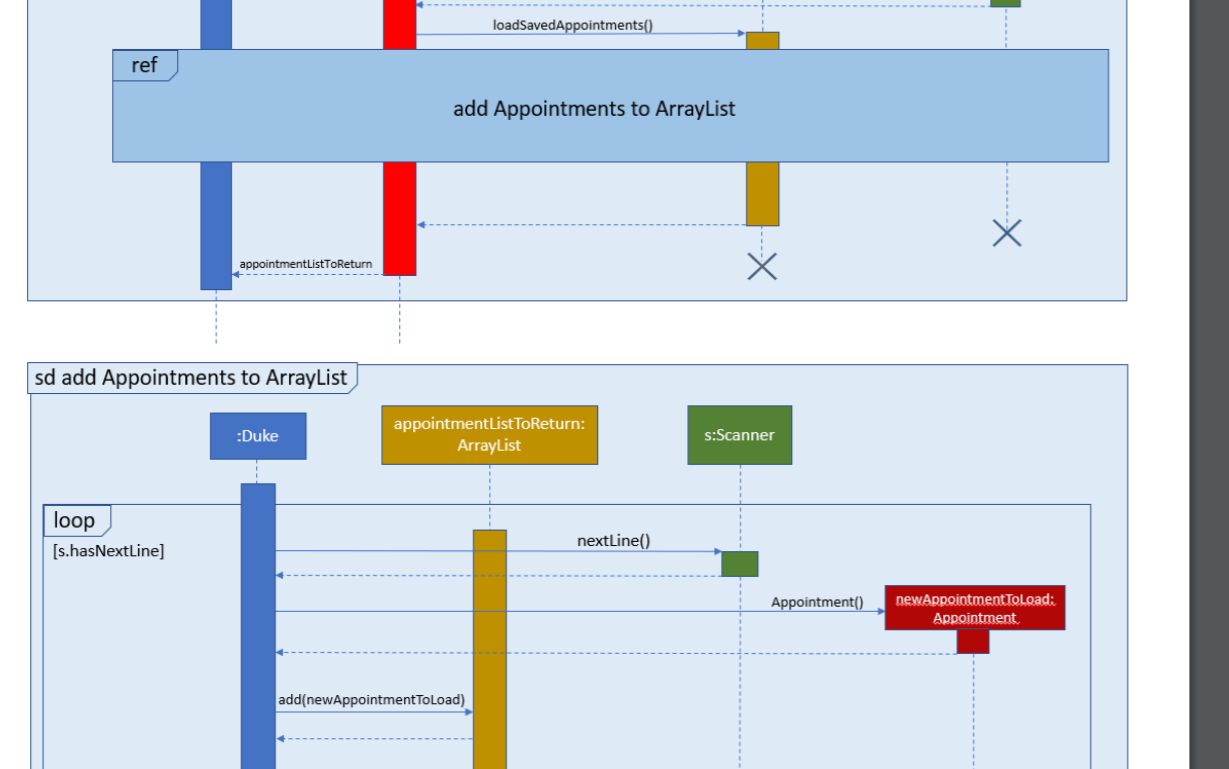 loadSavedAppointments()
ref
add Appointments to ArrayList
appointmentListToReturn
sd add Appointments to ArrayList
:Duke
appointmentListToReturn:
ArrayList
s:Scanner
loop
[s.hasNextLine]
nextLine()
Appointment()
newAppointmentToLoad:
Appointment
add(newAppointmentToLoad)